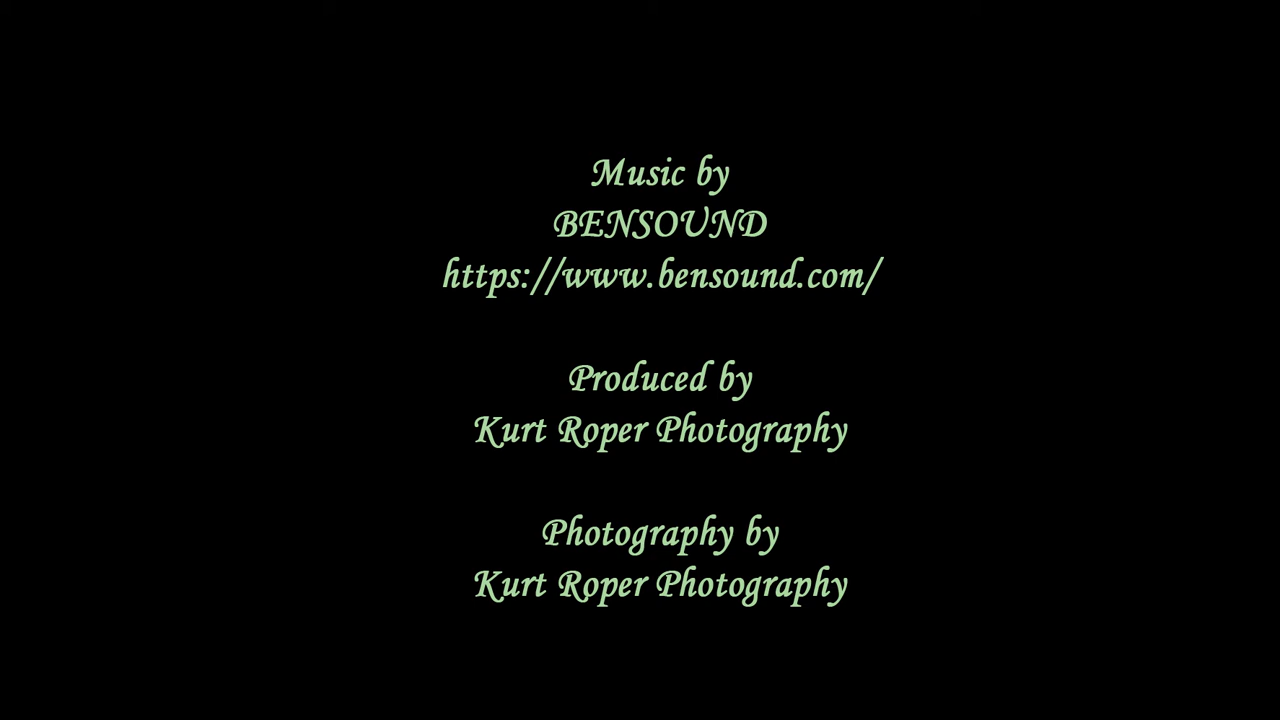 Music by
BENSOUND
https://www.bensound.com/
Produced by
Kurt Roper Photography
Photography by
Kurt Roper Photography